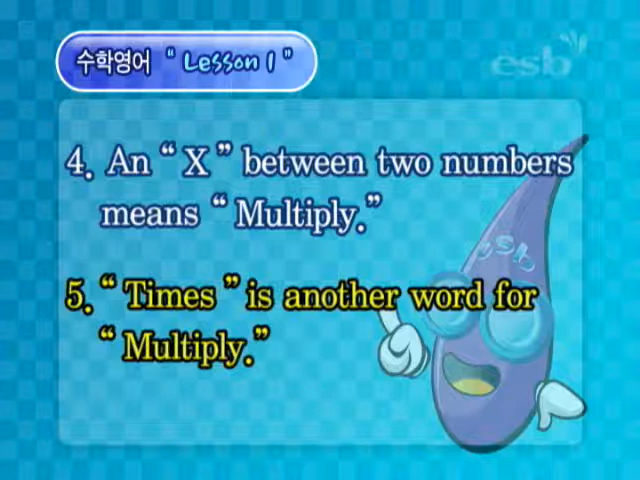 수학영어 " Lesson 1 "
esb
4. An “ X ” between two numbers
means “ Multiply.”
esb
5. “ Times ” is another word for
“ Multiply.”